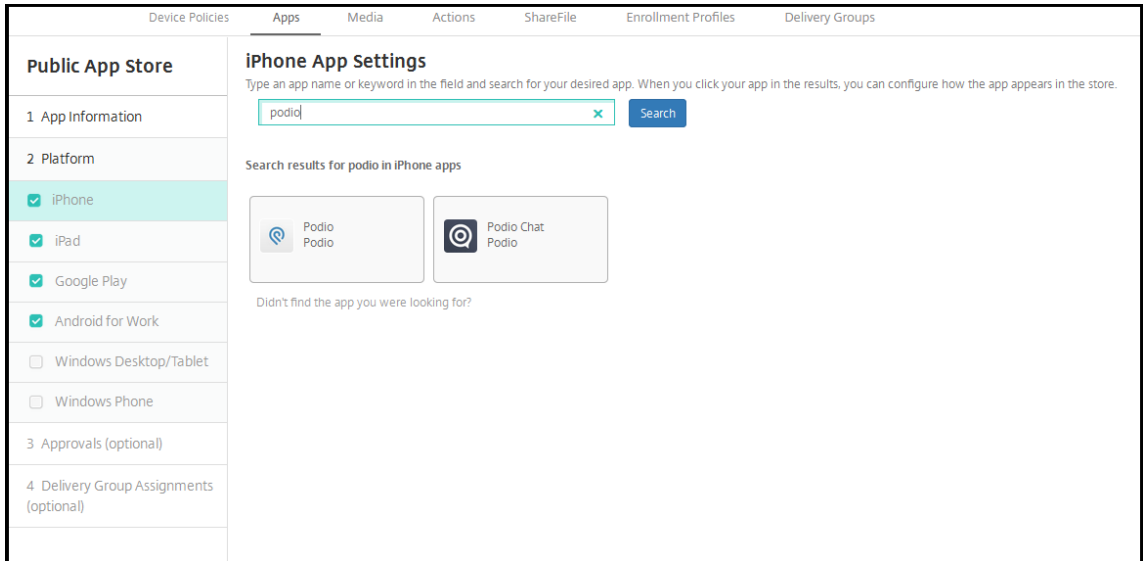 Device Policies Apps Media Actions ShareFile Enrollment Profiles Delivery Groups
Public App Store
1 App Information
2 Platform
iPhone
iPad
Google Play
Android for Work
Windows Desktop/Tablet
Windows Phone
3 Approvals (optional)
4 Delivery Group Assignments
(optional)
iPhone App Settings
Type an app name or keyword in the field and search for your desired app. When you click your app in the results, you can configure how the app appears in the store.
podio
Search
Search results for podio in iPhone apps
Podio
Podio
Podio Chat
Podio
Didn't find the app you were looking for?